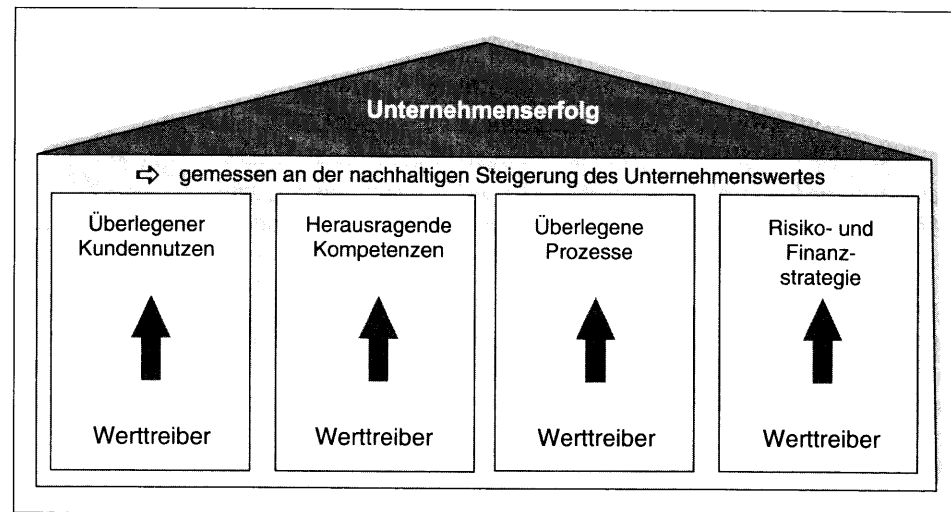 Unternehmenserfolg
⇨ gemessen an der nachhaltigen Steigerung des Unternehmenswertes
Überlegener
Kundennutzen
Werttreiber
Herausragende
Kompetenzen
Werttreiber
Überlegene
Prozesse
Werttreiber
Risiko- und
Finanz-
strategie
Werttreiber